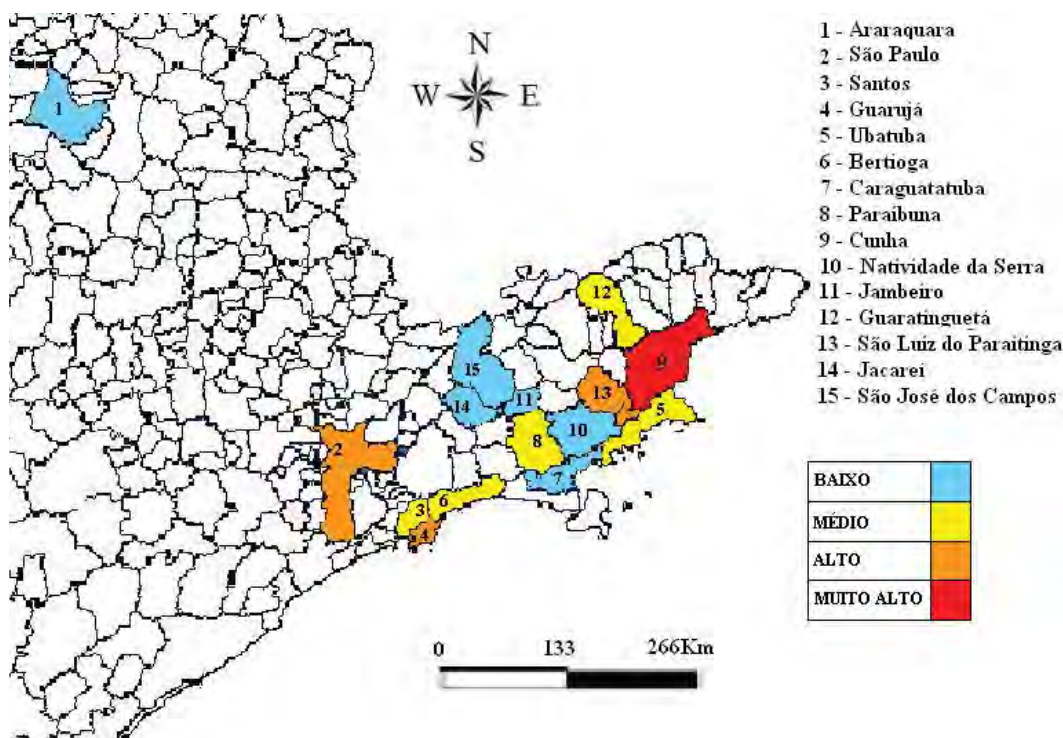 N
W E
S
1 - Araraquara
2 - São Paulo
3 - Santos
4 - Guarujá
5 - Ubatuba
6 - Bertioga
7 - Caraguatatuba
8 - Paraibuna
9 - Cunha
10 - Natividade da Serra
11 - Jambeiro
12 - Guaratinguetá
13 - São Luiz do Paraitinga
14 - Jacareí
15 - São José dos Campos
1
12
9
15
13
14
11
5
10
8
2
7
6
3
4
BAIXO
MÉDIO
ALTO
MUITO ALTO
0 133 266Km